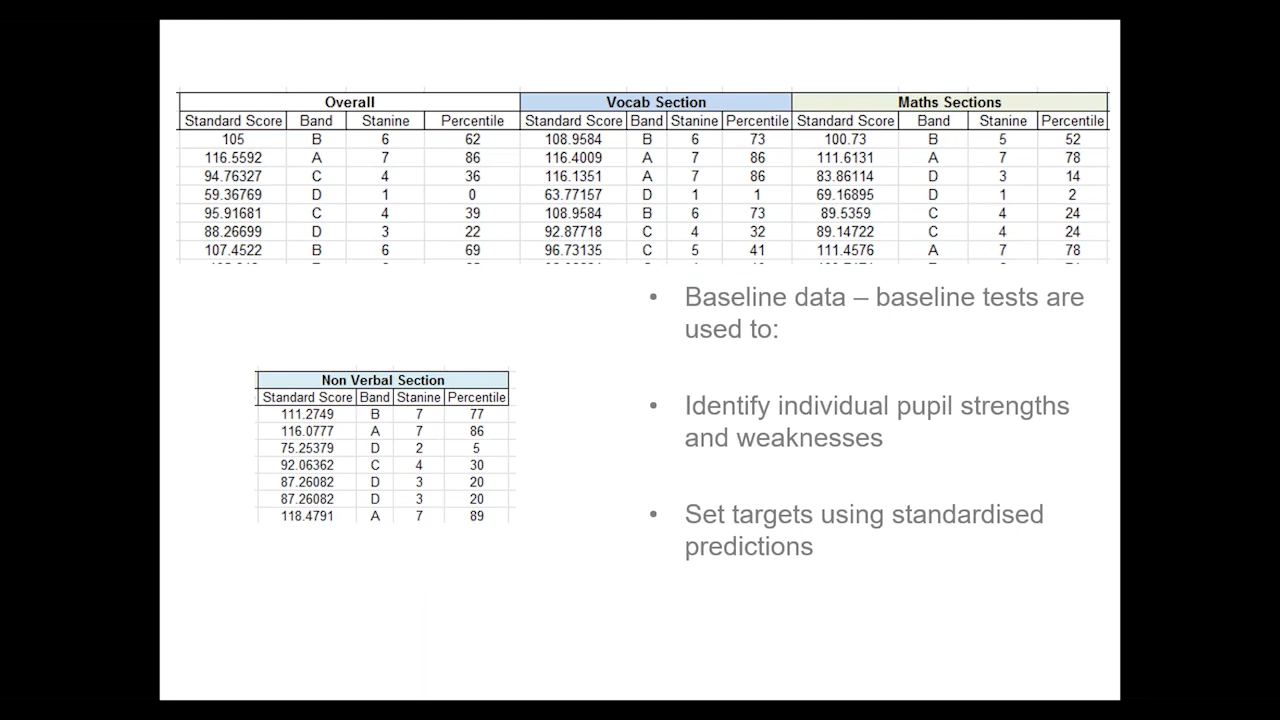 Overall Vocab Section Maths Sections
Standard Score Band Stanine Percentile Standard Score Band Stanine Percentile Standard Score Band Stanine Percentile
105 B 6 62 108.9584 B 6 73 100.73 B 5 52
116.5592 A 7 86 116.4009 A 7 86 111.6131 A 7 78
94.76327 C 4 36 116.1351 A 7 86 83.86114 D 3 14
59.36769 D 1 0 63.77157 D 1 1 69.16895 D 1 2
95.91681 C 4 39 108.9584 B 6 73 89.5359 C 4 24
88.26699 D 3 22 92.87718 C 4 32 89.14722 C 4 24
107.4522 B 6 69 96.73135 C 5 41 111.4576 A 7 78
• Baseline data – baseline tests are
used to:
• Identify individual pupil strengths
and weaknesses
• Set targets using standardised
predictions
Non Verbal Section
Standard Score Band Stanine Percentile
111.2749 B 7 77
116.0777 A 7 86
75.25379 D 2 5
92.06362 C 4 30
87.26082 D 3 20
87.26082 D 3 20
118.4791 A 7 89